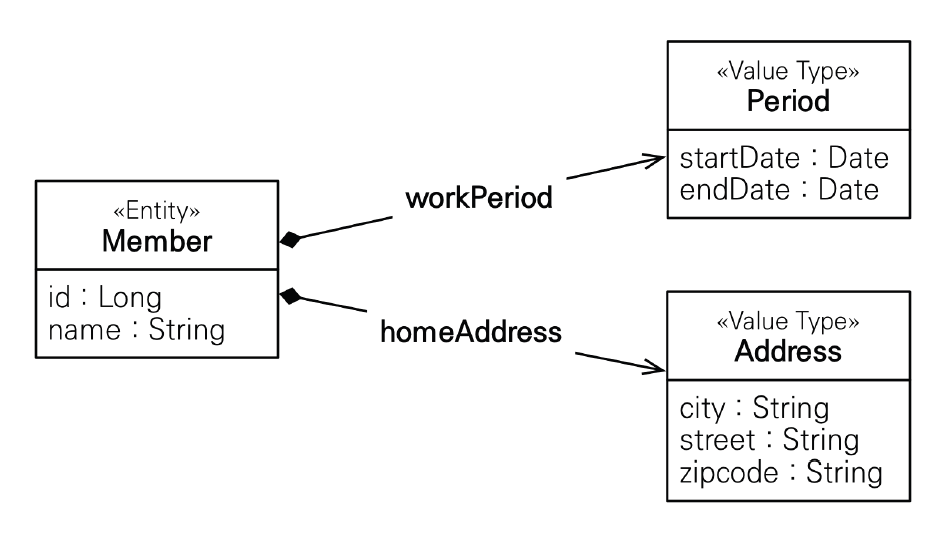 «Entity»
Member
id : Long
name : String
workPeriod
homeAddress
«Value Type»
Period
startDate : Date
endDate : Date
«Value Type»
Address
city : String
street : String
zipcode : String